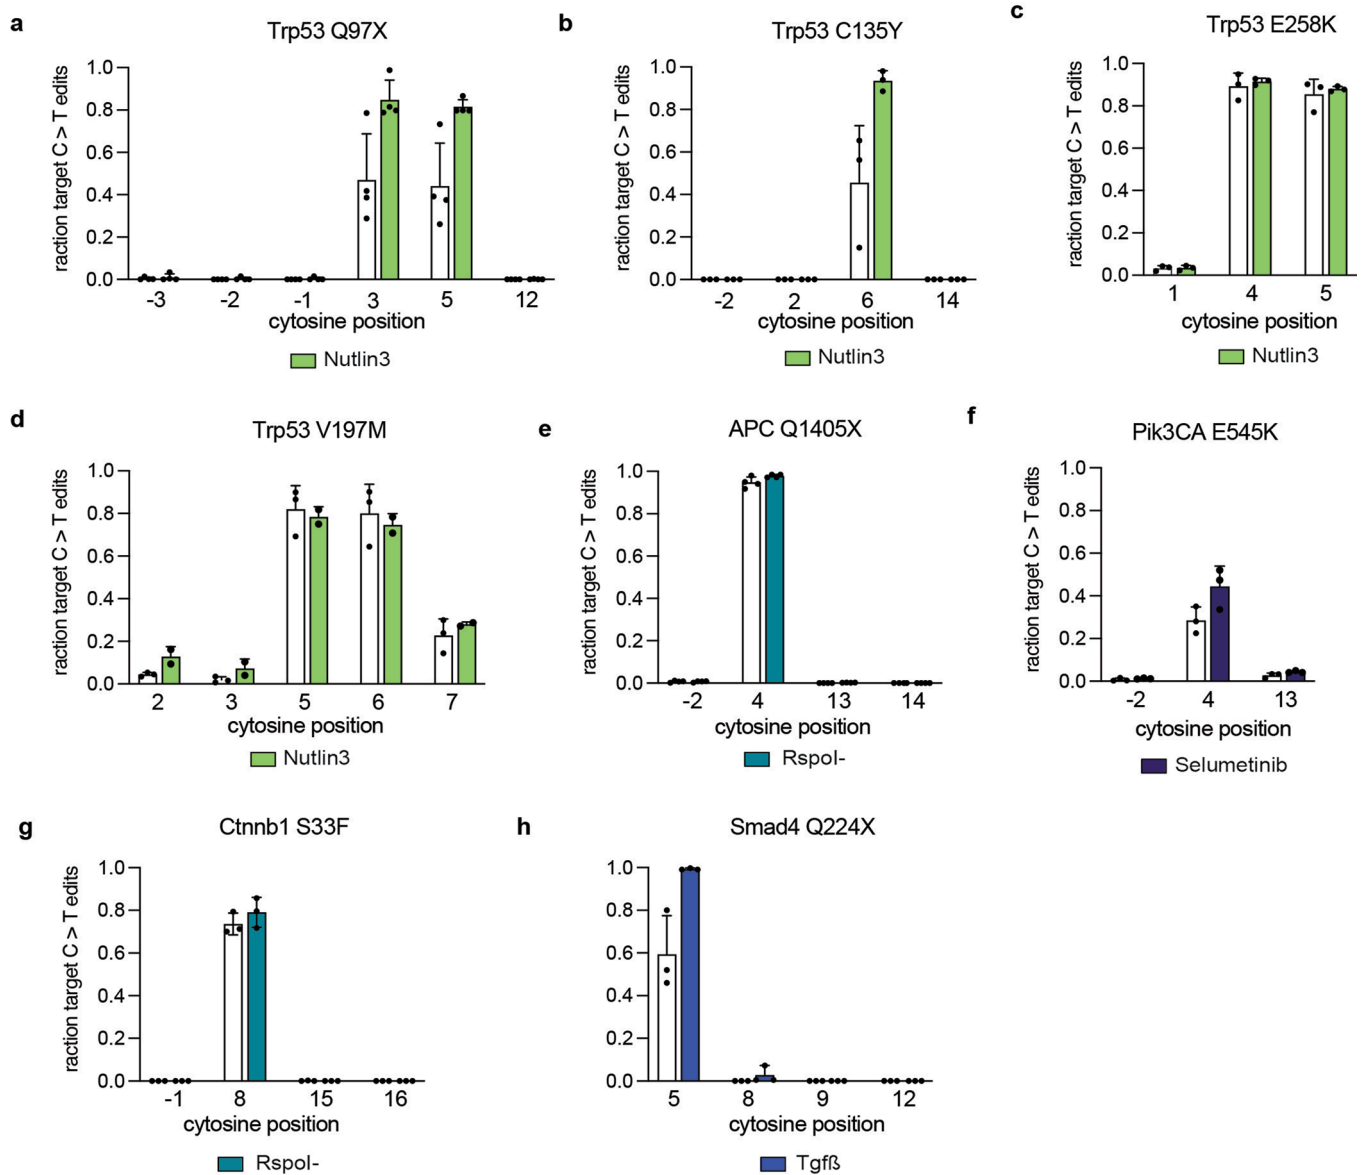 a
Trp53 Q97X
raction target C > T edits
1.0
0.8
0.6
0.4
0.2
0.0
-3 -2 -1 3 5 12
cytosine position
Nutlin3
b
Trp53 C135Y
raction target C > T edits
1.0
0.8
0.6
0.4
0.2
0.0
-2 2 6 14
cytosine position
Nutlin3
c
Trp53 E258K
raction target C > T edits
1.0
0.8
0.6
0.4
0.2
0.0
1 4 5
cytosine position
Nutlin3
d
Trp53 V197M
raction target C > T edits
1.0
0.8
0.6
0.4
0.2
0.0
2 3 5 6 7
cytosine position
Nutlin3
e
APC Q1405X
raction target C > T edits
1.0
0.8
0.6
0.4
0.2
0.0
-2 4 13 14
cytosine position
Rspol-
f
Pik3CA E545K
raction target C > T edits
1.0
0.8
0.6
0.4
0.2
0.0
-2 4 13
cytosine position
Selumetinib
g
Ctnnb1 S33F
raction target C > T edits
1.0
0.8
0.6
0.4
0.2
0.0
-1 8 15 16
cytosine position
Rspol-
h
Smad4 Q224X
1.0
0.8
0.6
0.4
0.2
0.0
5 8 9 12
cytosine position
Tgfß